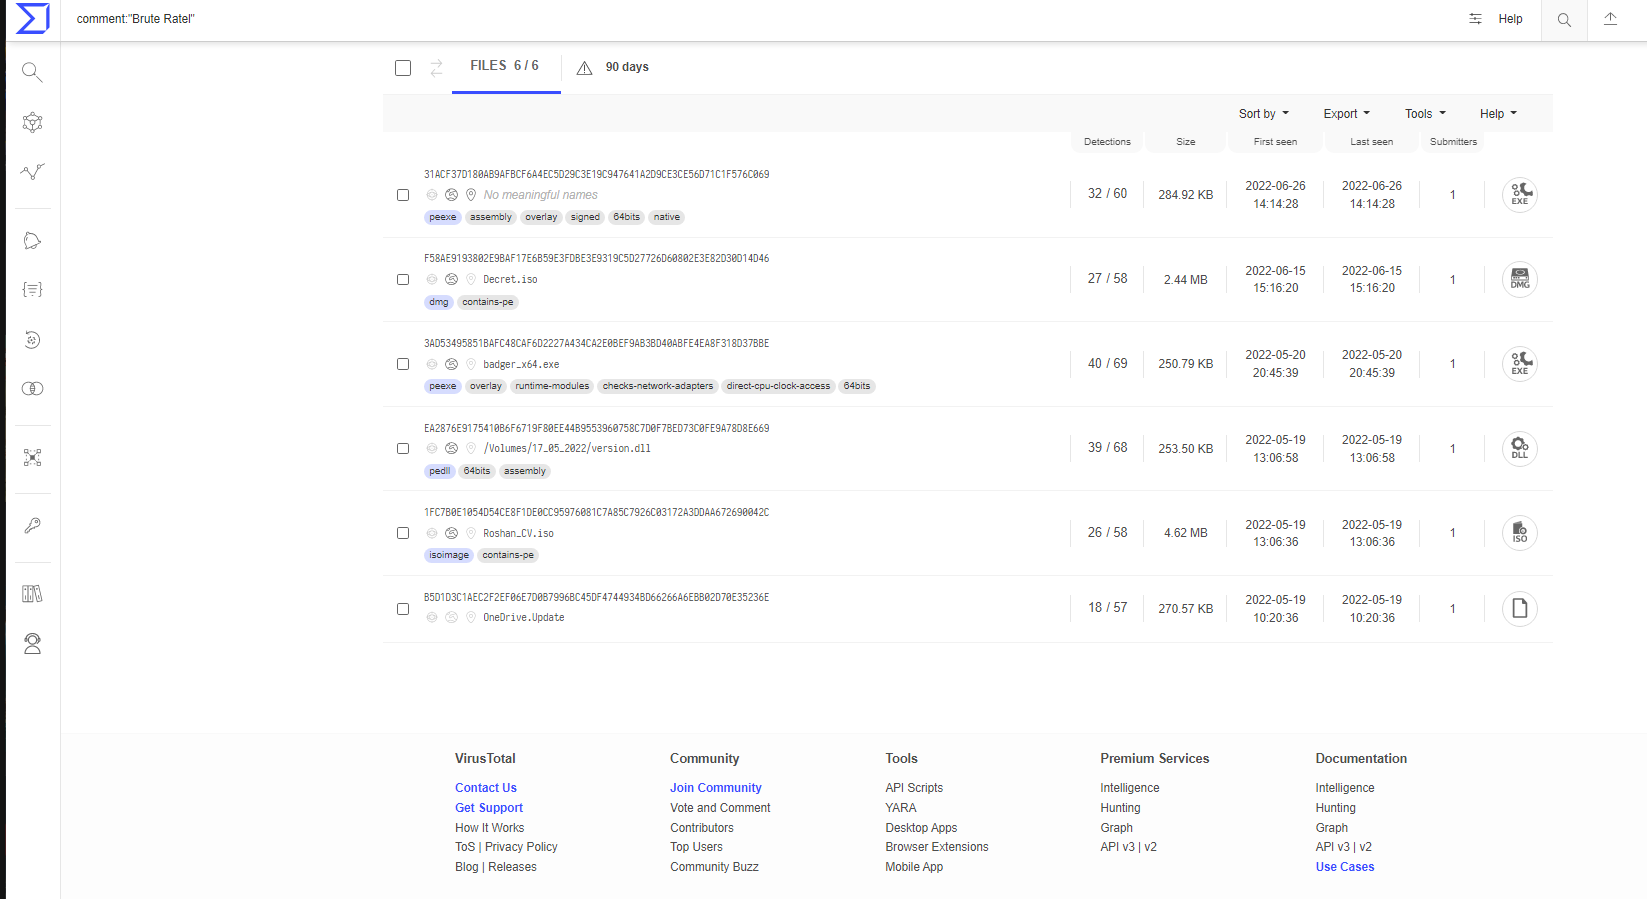 comment:"Brute Ratel"
Help
FILES 6 / 6
90 days
Sort by Export Tools Help
Detections Size First seen Last seen Submitters
31ACF37D180AB9AFBCF6A4EC5D29C3E19C947641A2D9CE3CE56D71C1F576C069
No meaningful names
peexe assembly overlay signed 64bits native
32 / 60
284.92 KB
2022-06-26
14:14:28
2022-06-26
14:14:28
1
EXE
F58AE9193802E9BAF17E6B59E3FDBE3E9319C5D27726D60802E3E82D30D14D46
Decret.iso
dmg contains-pe
27 / 58
2.44 MB
2022-06-15
15:16:20
2022-06-15
15:16:20
1
DMG
3AD53495851BAFC48CAF6D2227A434CA2E0BEF9AB3BD40ABFE4EA8F318D37BBE
badger_x64.exe
peexe overlay runtime-modules checks-network-adapters direct-cpu-clock-access 64bits
40 / 69
250.79 KB
2022-05-20
20:45:39
2022-05-20
20:45:39
1
EXE
EA2876E9175410B6F6719F80EE44B9553960758C7D0F7BED73C0FE9A78D8E669
/Volumes/17_05_2022/version.dll
pedll 64bits assembly
39 / 68
253.50 KB
2022-05-19
13:06:58
2022-05-19
13:06:58
1
DLL
1FC7B0E1054D54CE8F1DE0CC95976081C7A85C7926C03172A3DDAA672690042C
Roshan_CV.iso
isoimage contains-pe
26 / 58
4.62 MB
2022-05-19
13:06:36
2022-05-19
13:06:36
1
ISO
B5D1D3C1AEC2F2EF06E7D0B7996BC45DF4744934BD66266A6EBB02D70E35236E
OneDrive.Update
18 / 57
270.57 KB
2022-05-19
10:20:36
2022-05-19
10:20:36
1
VirusTotal
Contact Us
Get Support
How It Works
ToS | Privacy Policy
Blog | Releases
Community
Join Community
Vote and Comment
Contributors
Top Users
Community Buzz
Tools
API Scripts
YARA
Desktop Apps
Browser Extensions
Mobile App
Premium Services
Intelligence
Hunting
Graph
API v3 | v2
Documentation
Intelligence
Hunting
Graph
API v3 | v2
Use Cases